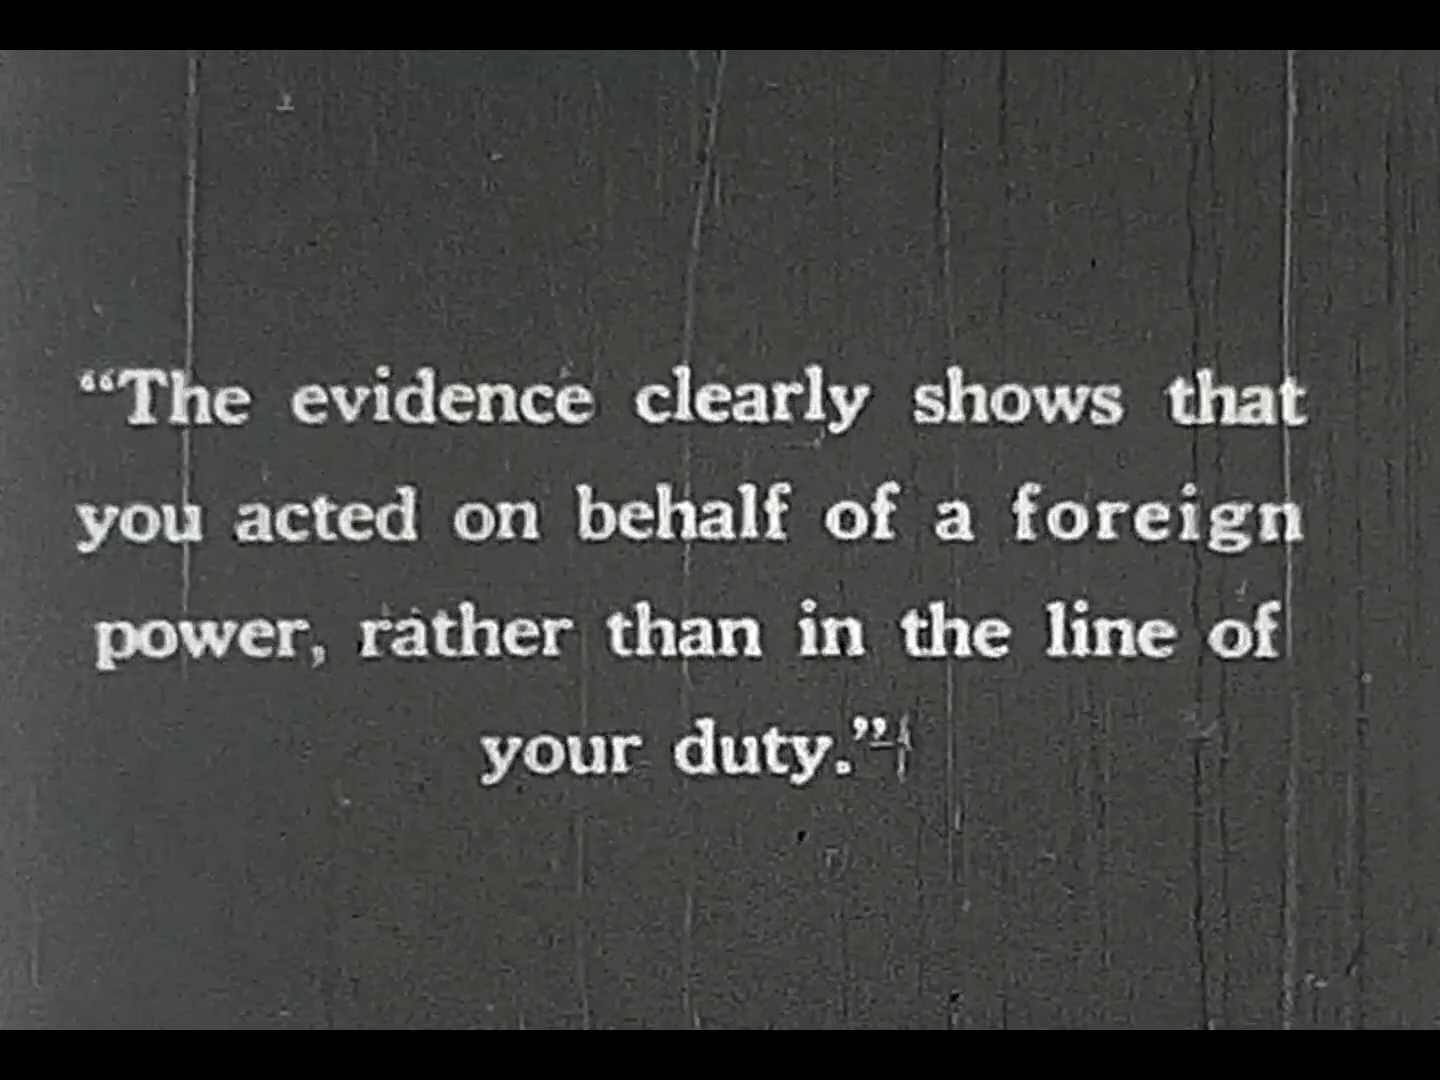 “The evidence clearly shows that
you acted on behalf of a foreign
power, rather than in the line of
your duty.”